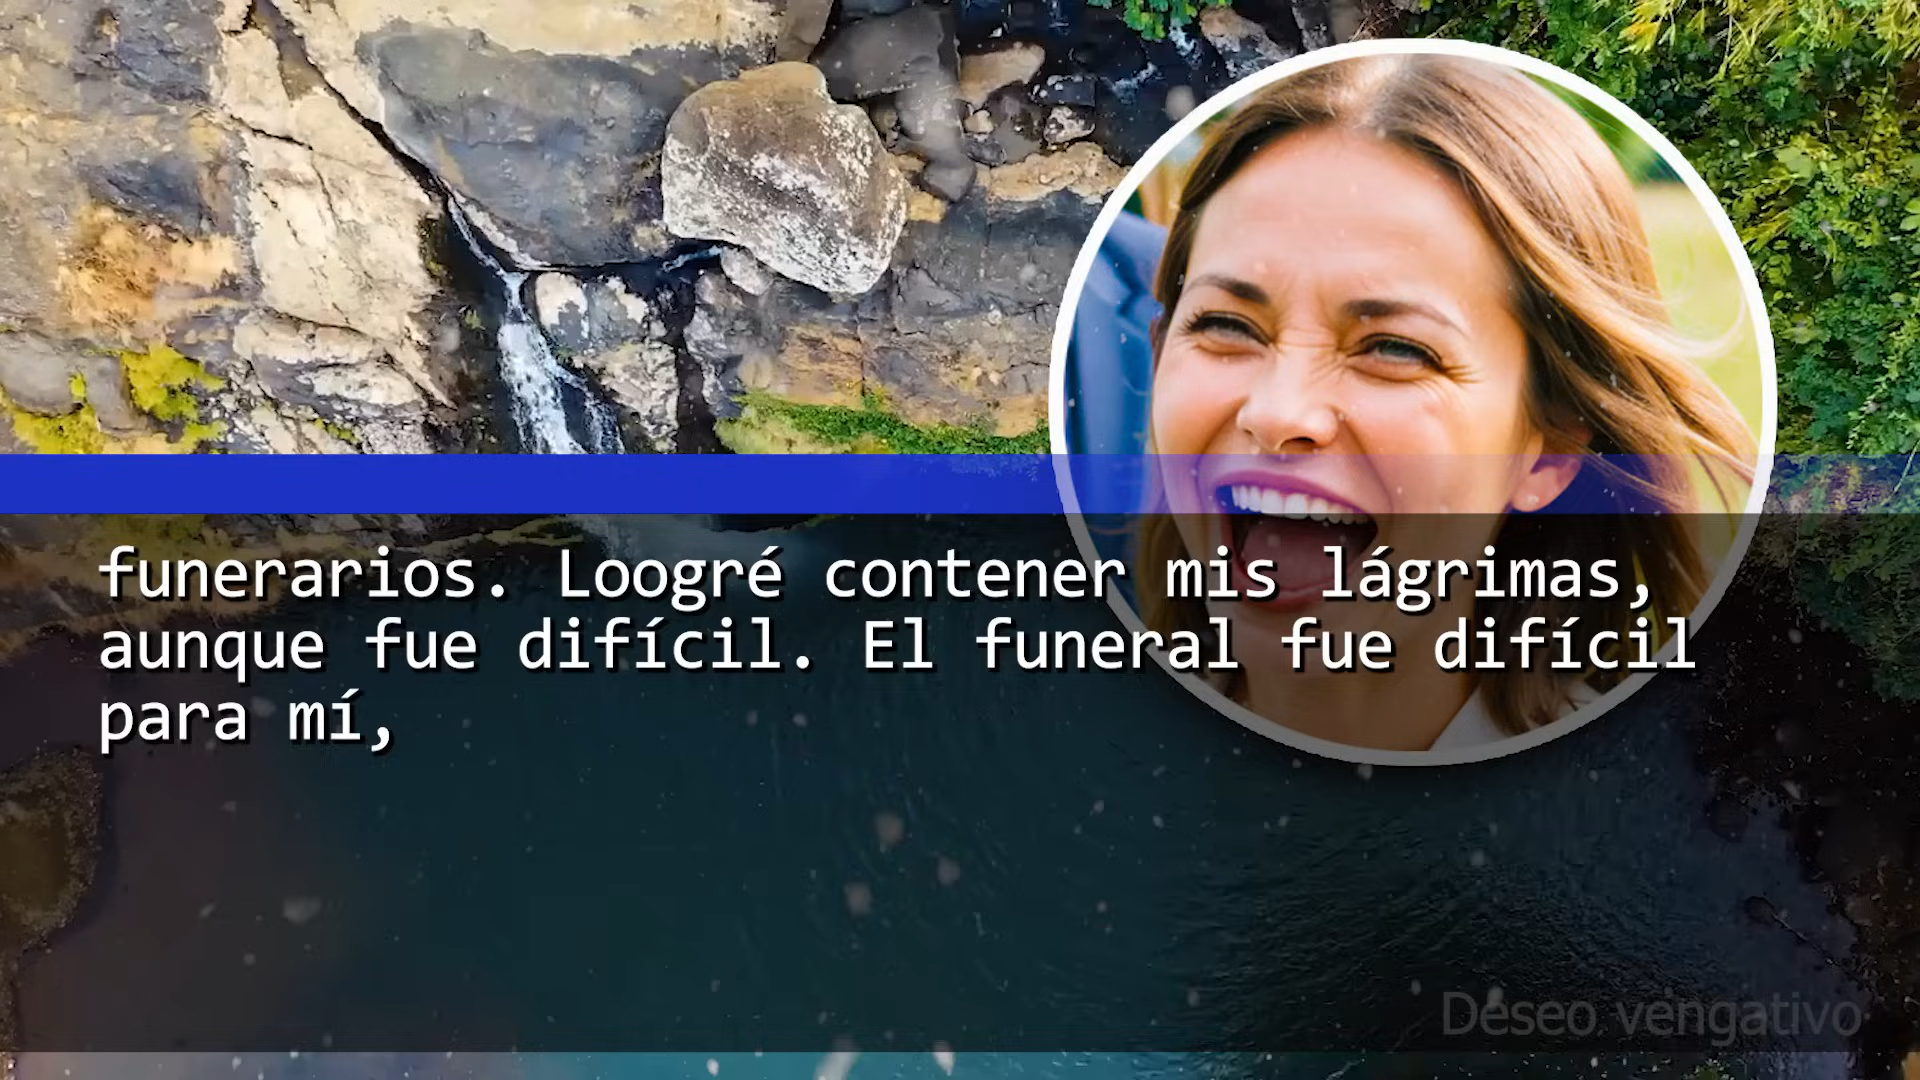 funerarios. Loogré contener mis lágrimas,
aunque fue difícil. El funeral fue difícil
para mí,
Deseo vengativo